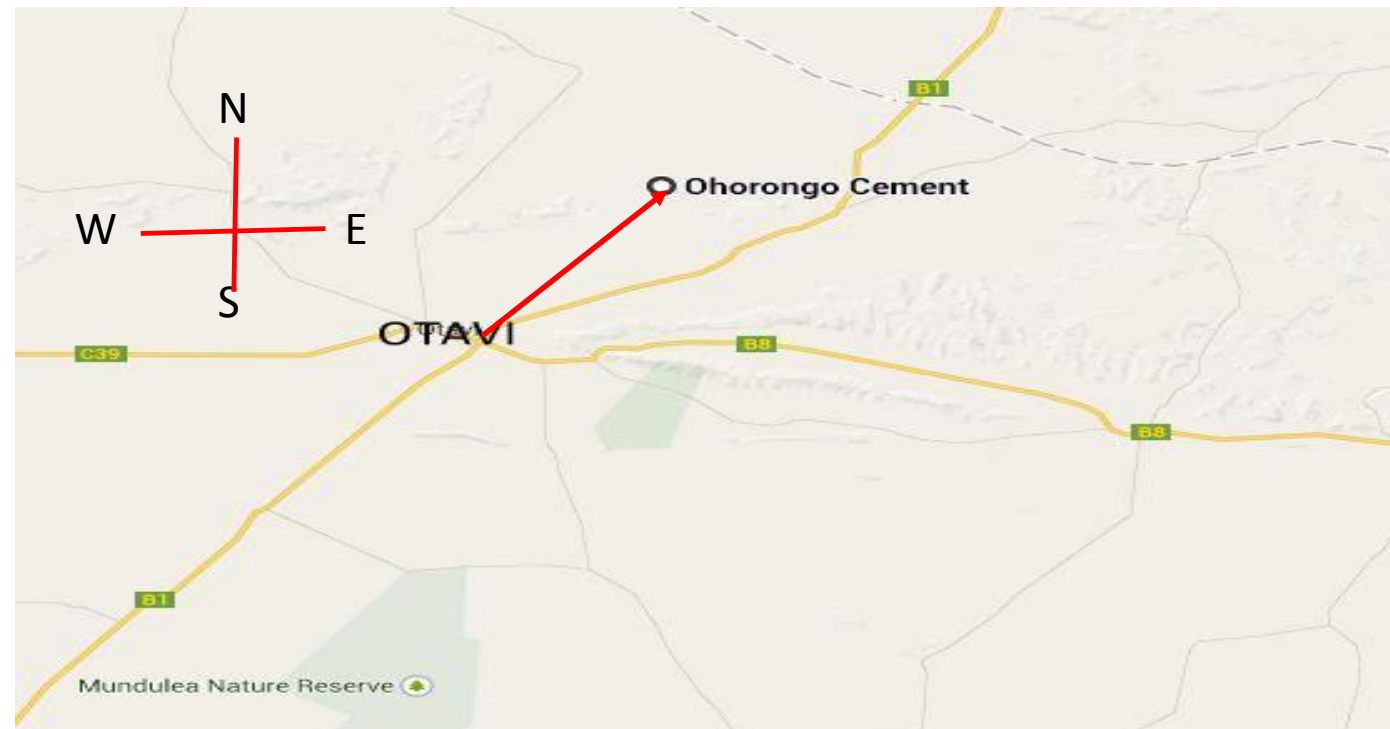 B1
N
Ohorongo Cement
W
E
S
OTAVI
C39
B8
B8
B1
Mundulea Nature Reserve